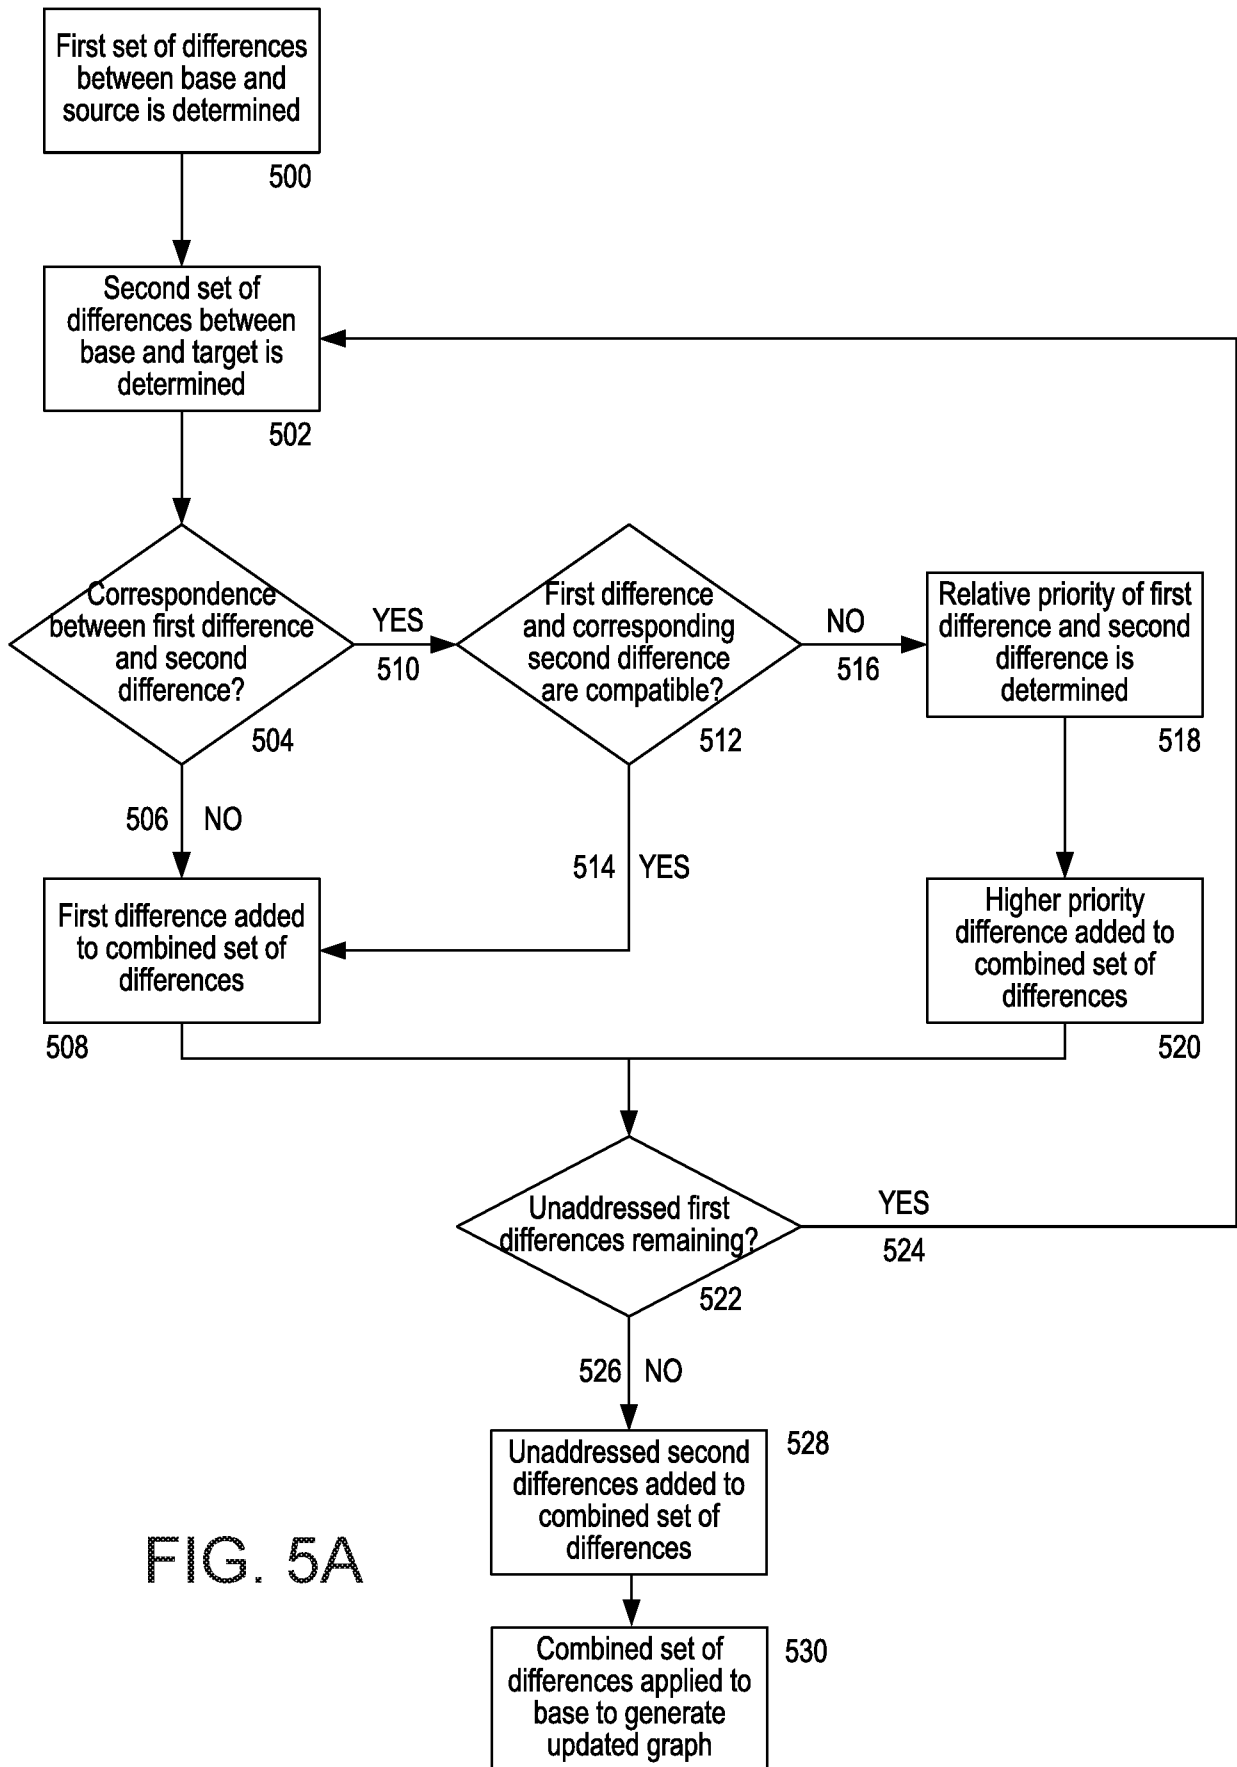 First set of differences
between base and
source is determined
500
Second set of
differences between
base and target is
determined
502
Correspondence
between first difference
and second
difference?
504
YES
510
First difference
and corresponding
second difference
are compatible?
512
NO
516
Relative priority of first
difference and second
difference is
determined
518
506 NO
514 YES
First difference added
to combined set of
differences
508
Higher priority
difference added to
combined set of
differences
520
Unaddressed first
differences remaining?
522
YES
524
526 NO
Unaddressed second
differences added to
combined set of
differences
528
FIG. 5A
Combined set of
differences applied to
base to generate
updated graph
530